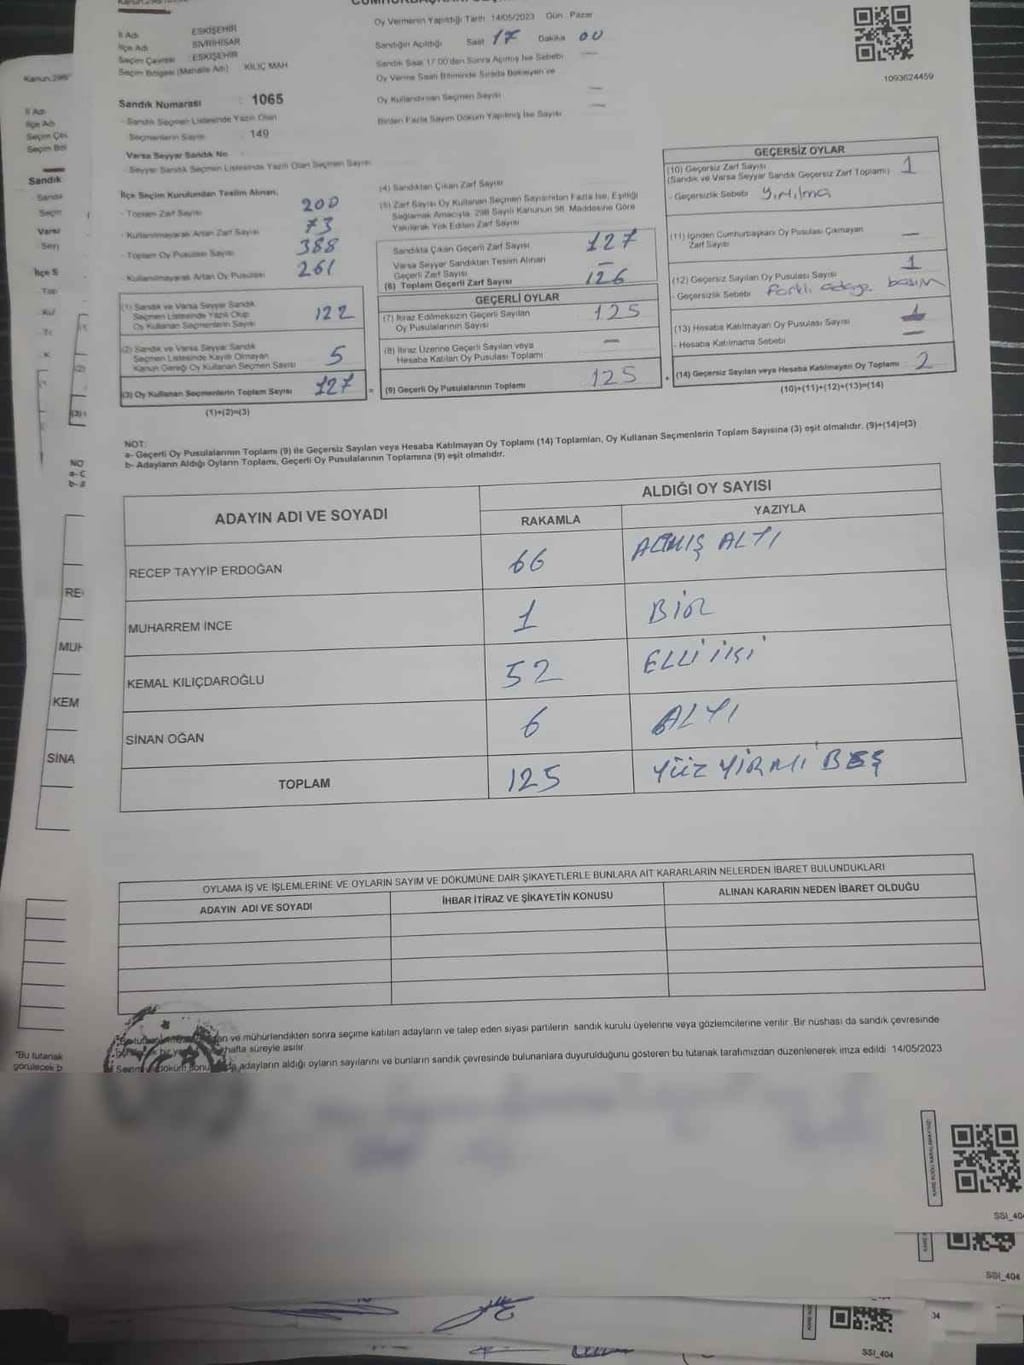 İl Adı ESKİŞEHİR
İlçe Adı SİVRİHİSAR
Seçim Çevresi ESKİŞEHİR
Seçim Bölgesi (Mahalle Adı) KILIÇ MAH
Sandık Numarası : 1065
- Sandık Seçmen Listesinde Yazılı Olan
Seçmenlerin Sayısı : 149
Varsa Seyyar Sandık No
- Seyyar Sandık Seçmen Listesinde Yazılı Olan Seçmen Sayısı
Oy Vermenin Yapıldığı Tarih 14/05/2023 Gün : Pazar
Sandığın Açıldığı Saat 17 Dakika 00
Sandık Saat 17:00'den Sonra Açılmış İse Sebebi —
Oy Verme Saati Bitiminde Sırada Bekleyen ve
Oy Kullandırılan Seçmen Sayısı —
Birden Fazla Sayım Döküm Yapılmış İse Sayısı —
1093624459
İlçe Seçim Kurulundan Teslim Alınan;
- Toplam Zarf Sayısı 200
- Kullanılmayarak Artan Zarf Sayısı 73
- Toplam Oy Pusulası Sayısı 388
- Kullanılmayarak Artan Oy Pusulası 261
(1) Sandık ve Varsa Seyyar Sandık
Seçmen Listesinde Yazılı Olup
Oy Kullanan Seçmenlerin Sayısı 122
(2) Sandık ve Varsa Seyyar Sandık
Seçmen Listesinde Kayıtlı Olmayan
Kanun Gereği Oy Kullanan Seçmen Sayısı 5
(3) Oy Kullanan Seçmenlerin Toplam Sayısı 127
(1)+(2)=(3)
(4) Sandıktan Çıkan Zarf Sayısı
(5) Zarf Sayısı Oy Kullanan Seçmen Sayısından Fazla İse, Eşitliği
Sağlamak Amacıyla, 298 Sayılı Kanunun 98. Maddesine Göre
Yakılarak Yok Edilen Zarf Sayısı
Sandıkta Çıkan Geçerli Zarf Sayısı 127
Varsa Seyyar Sandıktan Teslim Alınan
Geçerli Zarf Sayısı —
(6) Toplam Geçerli Zarf Sayısı 126
GEÇERLİ OYLAR
(7) İtiraz Edilmeksizin Geçerli Sayılan
Oy Pusulalarının Sayısı 125
(8) İtiraz Üzerine Geçerli Sayılan veya
Hesaba Katılan Oy Pusulası Toplamı —
(9) Geçerli Oy Pusulalarının Toplamı 125
GEÇERSİZ OYLAR
(10) Geçersiz Zarf Sayısı
(Sandık ve Varsa Seyyar Sandık Geçersiz Zarf Toplamı) 1
- Geçersizlik Sebebi Yırtılma
(11) İçinden Cumhurbaşkanı Oy Pusulası Çıkmayan
Zarf Sayısı —
(12) Geçersiz Sayılan Oy Pusulası Sayısı 1
- Geçersizlik Sebebi Farklı adaya basım
(13) Hesaba Katılmayan Oy Pusulası Sayısı
- Hesaba Katılmama Sebebi —
(14) Geçersiz Sayılan veya Hesaba Katılmayan Oy Toplamı 2
(10)+(11)+(12)+(13)=(14)
NOT:
a- Geçerli Oy Pusulalarının Toplamı (9) ile Geçersiz Sayılan veya Hesaba Katılmayan Oy Toplamı (14) Toplamları, Oy Kullanan Seçmenlerin Toplam Sayısına (3) eşit olmalıdır. (9)+(14)=(3)
b- Adayların Aldığı Oyların Toplamı, Geçerli Oy Pusulalarının Toplamına (9) eşit olmalıdır.
ADAYIN ADI VE SOYADI ALDIĞI OY SAYISI
RAKAMLA YAZIYLA
RECEP TAYYİP ERDOĞAN 66 ALTMIŞ ALTI
MUHARREM İNCE 1 BİR
KEMAL KILIÇDAROĞLU 52 ELLİ İKİ
SİNAN OĞAN 6 ALTI
TOPLAM 125 YÜZ YİRMİ BEŞ
OYLAMA İŞ VE İŞLEMLERİNE VE OYLARIN SAYIM VE DÖKÜMÜNE DAİR ŞİKAYETLERLE BUNLARA AİT KARARLARIN NELERDEN İBARET BULUNDUKLARI
ADAYIN ADI VE SOYADI İHBAR İTİRAZ VE ŞİKAYETİN KONUSU ALINAN KARARIN NEDEN İBARET OLDUĞU
ve mühürlendikten sonra seçime katılan adayların ve talep eden siyasi partilerin sandık kurulu üyelerine veya gözlemcilerine verilir. Bir nüshası da sandık çevresinde
hafta süreyle asılır.
adayların aldığı oyların sayılarını ve bunların sandık çevresinde bulunanlara duyurulduğunu gösteren bu tutanak tarafımızdan düzenlenerek imza edildi 14/05/2023
"Bu tutanak
görülecek b
SSI_404
SSI_404